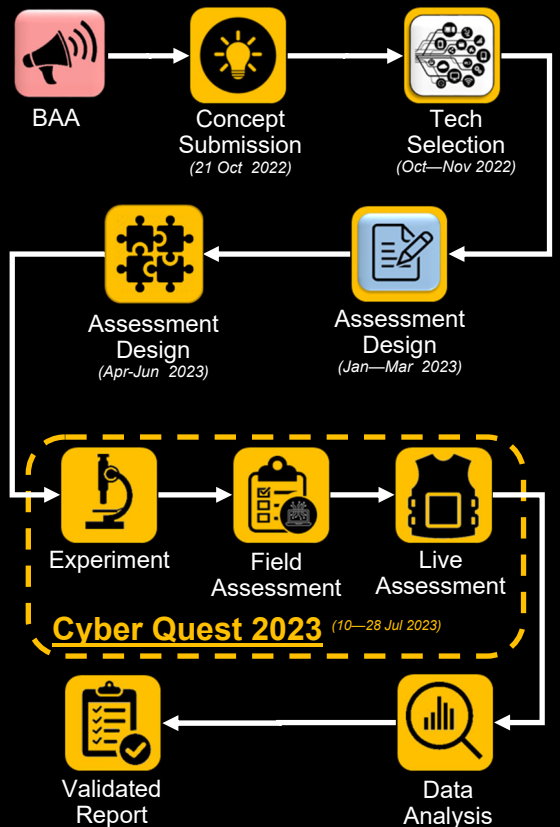 BAA
Concept
Submission
(21 Oct 2022)
Tech
Selection
(Oct—Nov 2022)
Assessment
Design
(Apr-Jun 2023)
Assessment
Design
(Jan—Mar 2023)
Experiment
Field
Assessment
Live
Assessment
Cyber Quest 2023 (10—28 Jul 2023)
Validated
Report
Data
Analysis